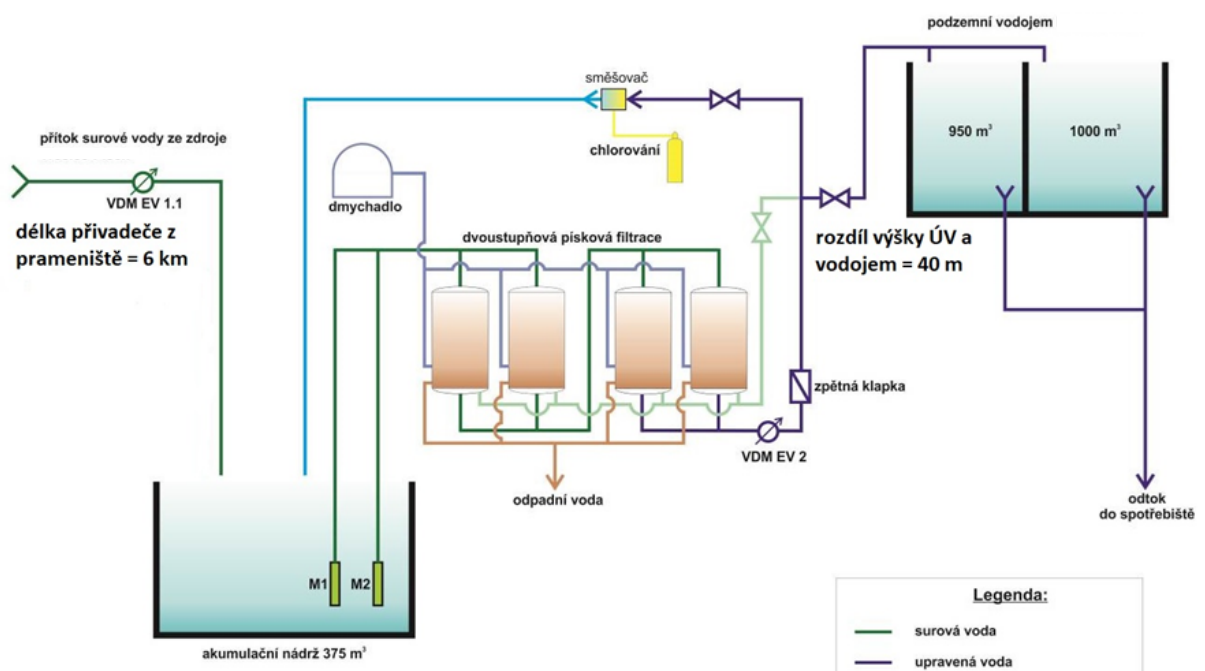 podzemní vodojem
směšovač
950 m³
1000 m³
přítok surové vody ze zdroje
chlorování
VDM EV 1.1
dmychadlo
délka přivaděče z
prameniště = 6 km
dvoustupňová písková filtrace
rozdíl výšky ÚV a
vodojem = 40 m
zpětná klapka
VDM EV 2
odpadní voda
odtok
do spotřebiště
M1
M2
akumulační nádrž 375 m³
Legenda:
surová voda
upravená voda